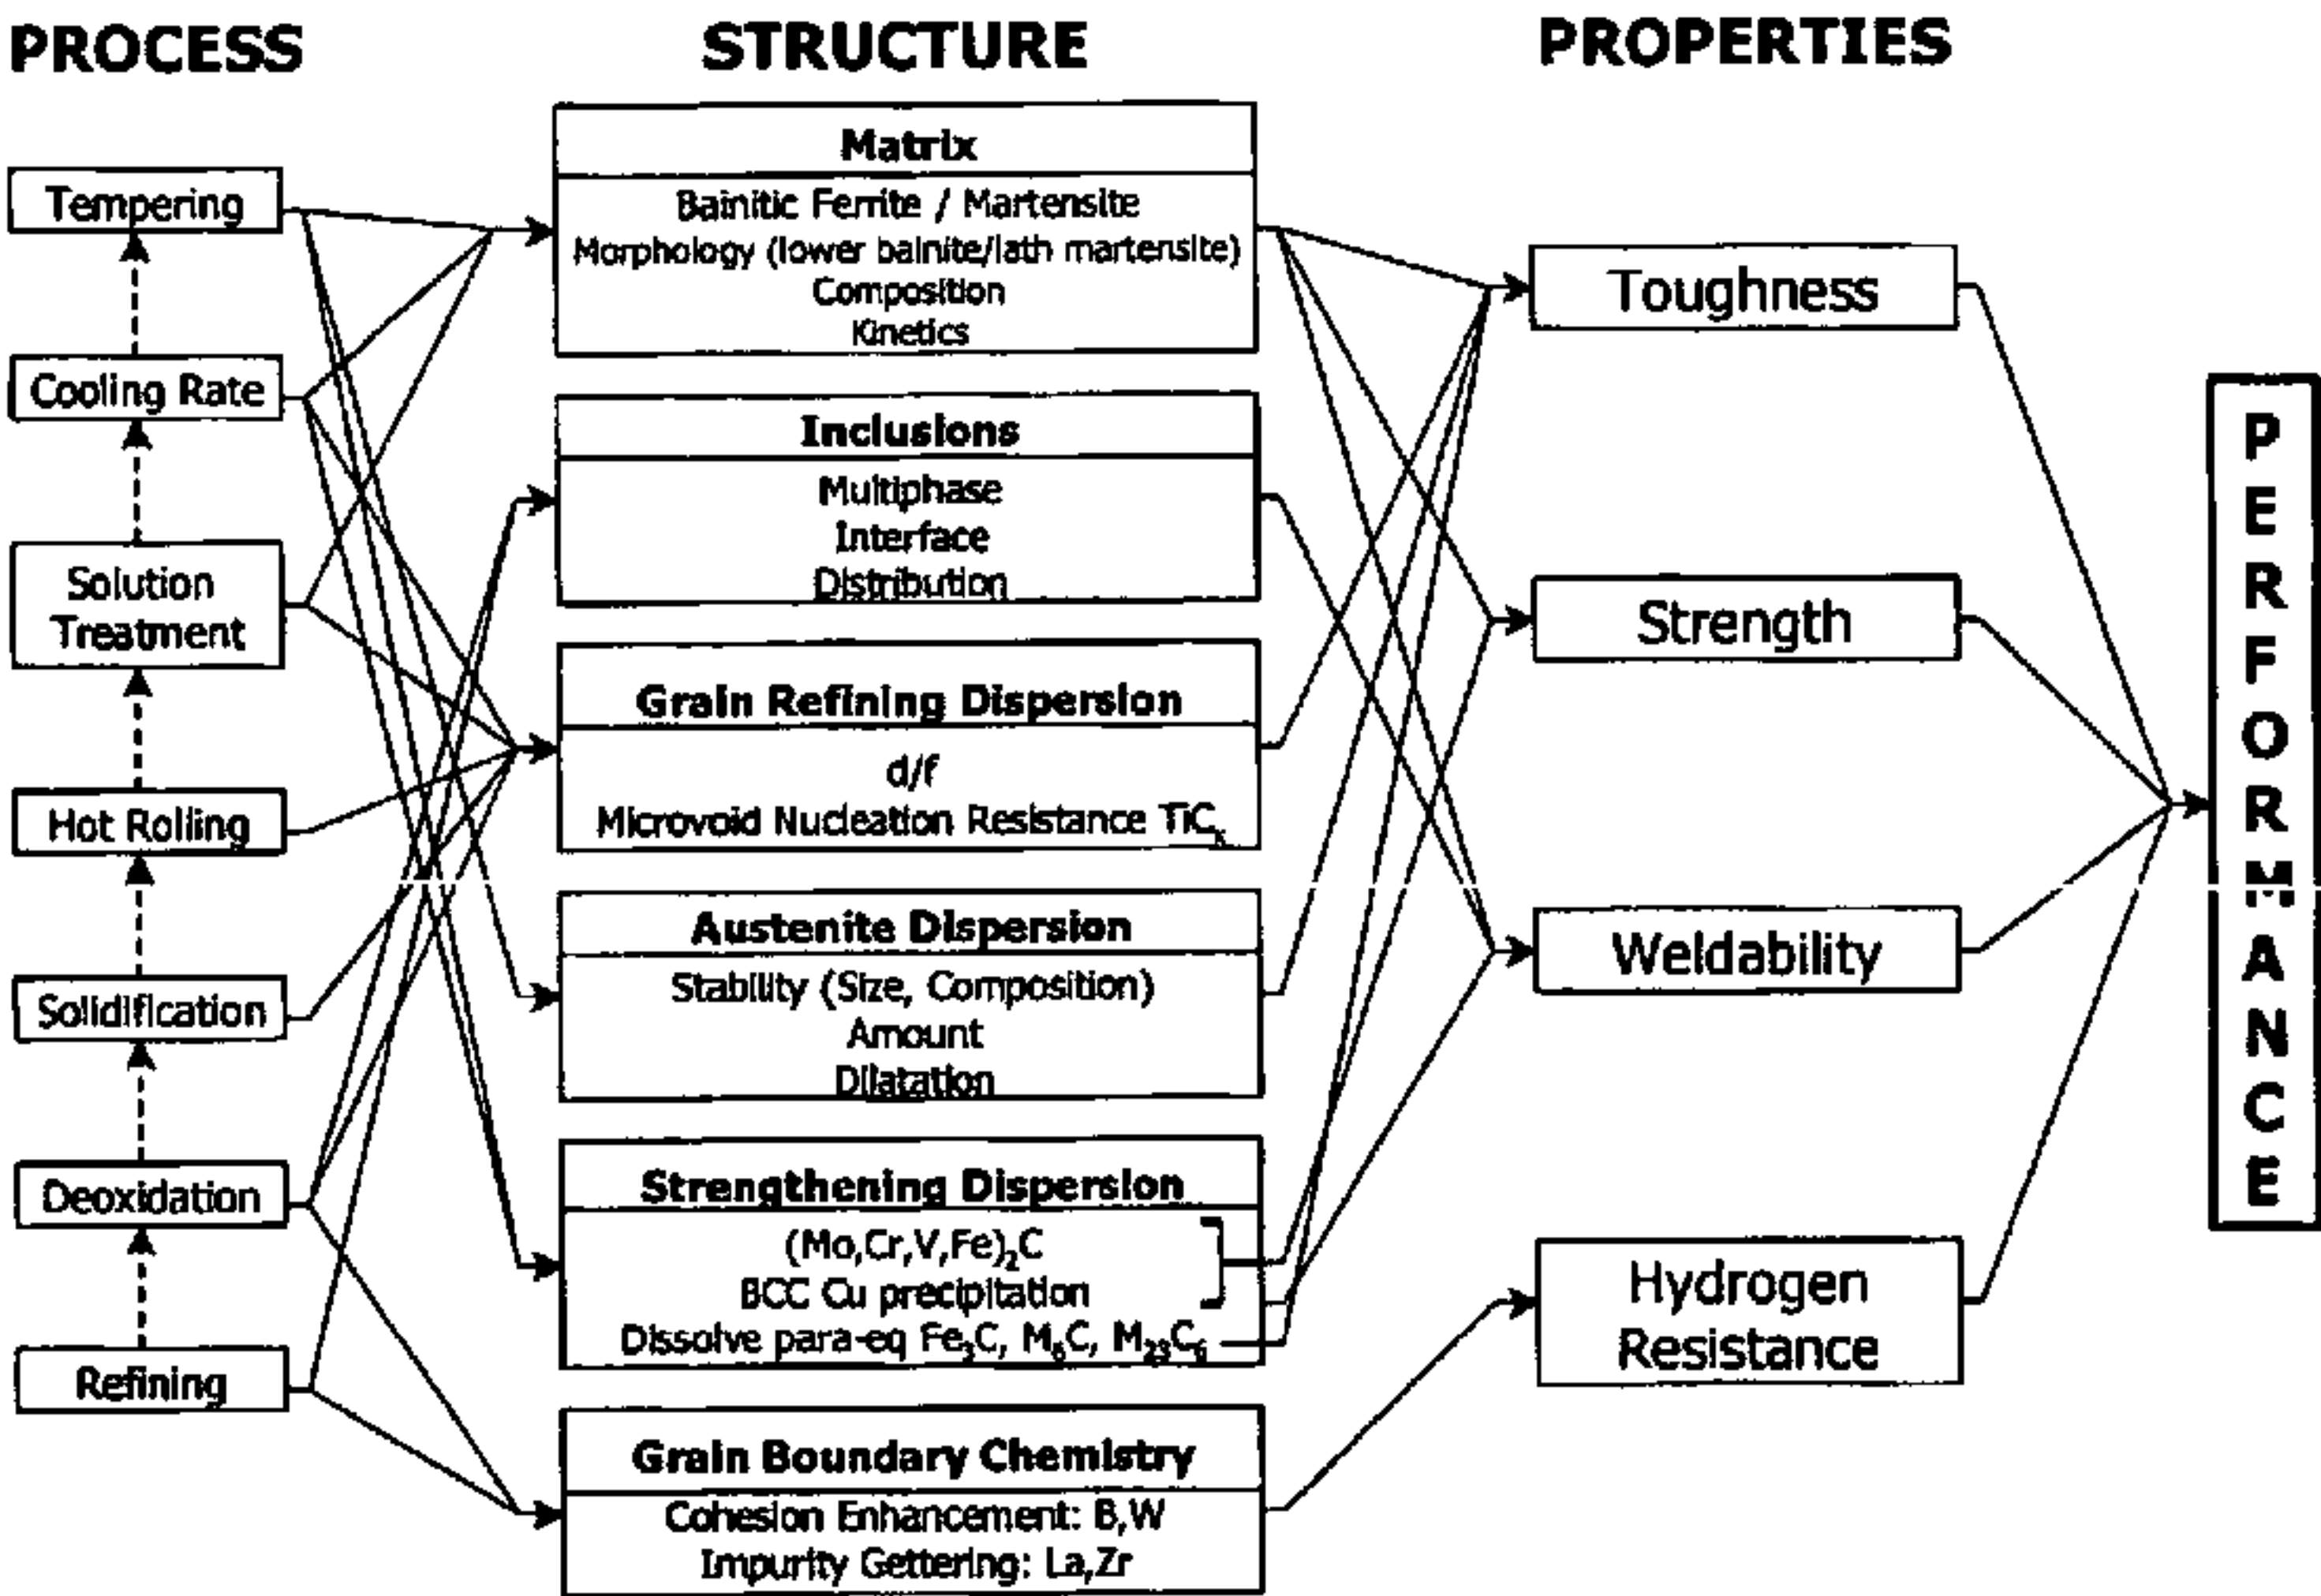 PROCESS
STRUCTURE
PROPERTIES
Tempering
Cooling Rate
Solution
Treatment
Hot Rolling
Solidification
Deoxidation
Refining
Matrix
Bainitic Ferrite / Martensite
Morphology (lower bainite/lath martensite)
Composition
Kinetics
Inclusions
Multiphase
Interface
Distribution
Grain Refining Dispersion
d/f
Microvoid Nucleation Resistance TiCₓ
Austenite Dispersion
Stability (Size, Composition)
Amount
Dilatation
Strengthening Dispersion
(Mo,Cr,V,Fe)₂C
BCC Cu precipitation
Dissolve para-eq Fe₃C, M₆C, M₂₃C₆
Grain Boundary Chemistry
Cohesion Enhancement: B,W
Impurity Gettering: La,Zr
Toughness
Strength
Weldability
Hydrogen
Resistance
PERFORMANCE